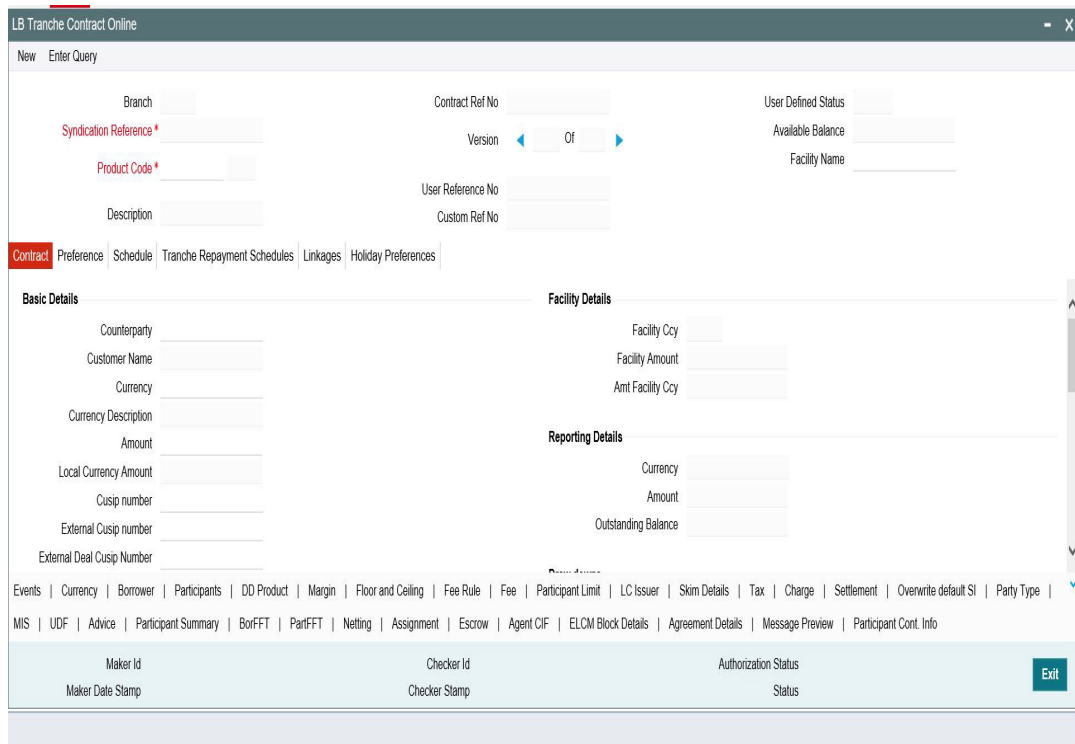 LB Tranche Contract Online
New Enter Query
Branch Contract Ref No User Defined Status
Syndication Reference * Version Of Available Balance
Product Code * Facility Name
User Reference No
Description Custom Ref No
Contract Preference Schedule Tranche Repayment Schedules Linkages Holiday Preferences
Basic Details Facility Details
Counterparty Facility Ccy
Customer Name Facility Amount
Currency Amt Facility Ccy
Currency Description
Amount Reporting Details
Local Currency Amount Currency
Cusip number Amount
External Cusip number Outstanding Balance
External Deal Cusip Number
Events | Currency | Borrower | Participants | DD Product | Margin | Floor and Ceiling | Fee Rule | Fee | Participant Limit | LC Issuer | Skim Details | Tax | Charge | Settlement | Overwrite default SI | Party Type |
MIS | UDF | Advice | Participant Summary | BorFFT | PartFFT | Netting | Assignment | Escrow | Agent CIF | ELCM Block Details | Agreement Details | Message Preview | Participant Cont. Info
Maker Id Checker Id Authorization Status
Maker Date Stamp Checker Stamp Status
Exit